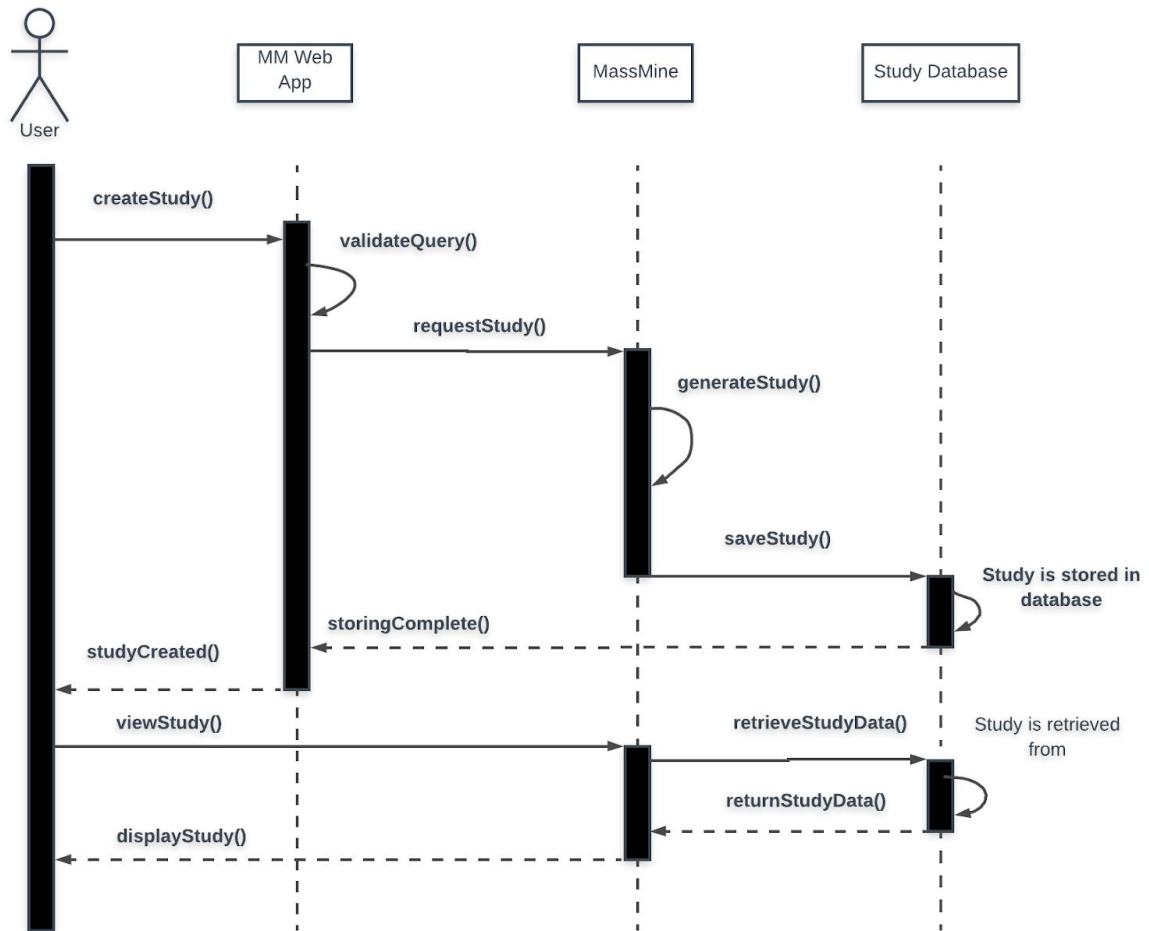 MM Web
App
MassMine
Study Database
User
createStudy()
validateQuery()
requestStudy()
generateStudy()
saveStudy()
Study is stored in
database
storingComplete()
studyCreated()
viewStudy()
retrieveStudyData()
Study is retrieved
from
returnStudyData()
displayStudy()